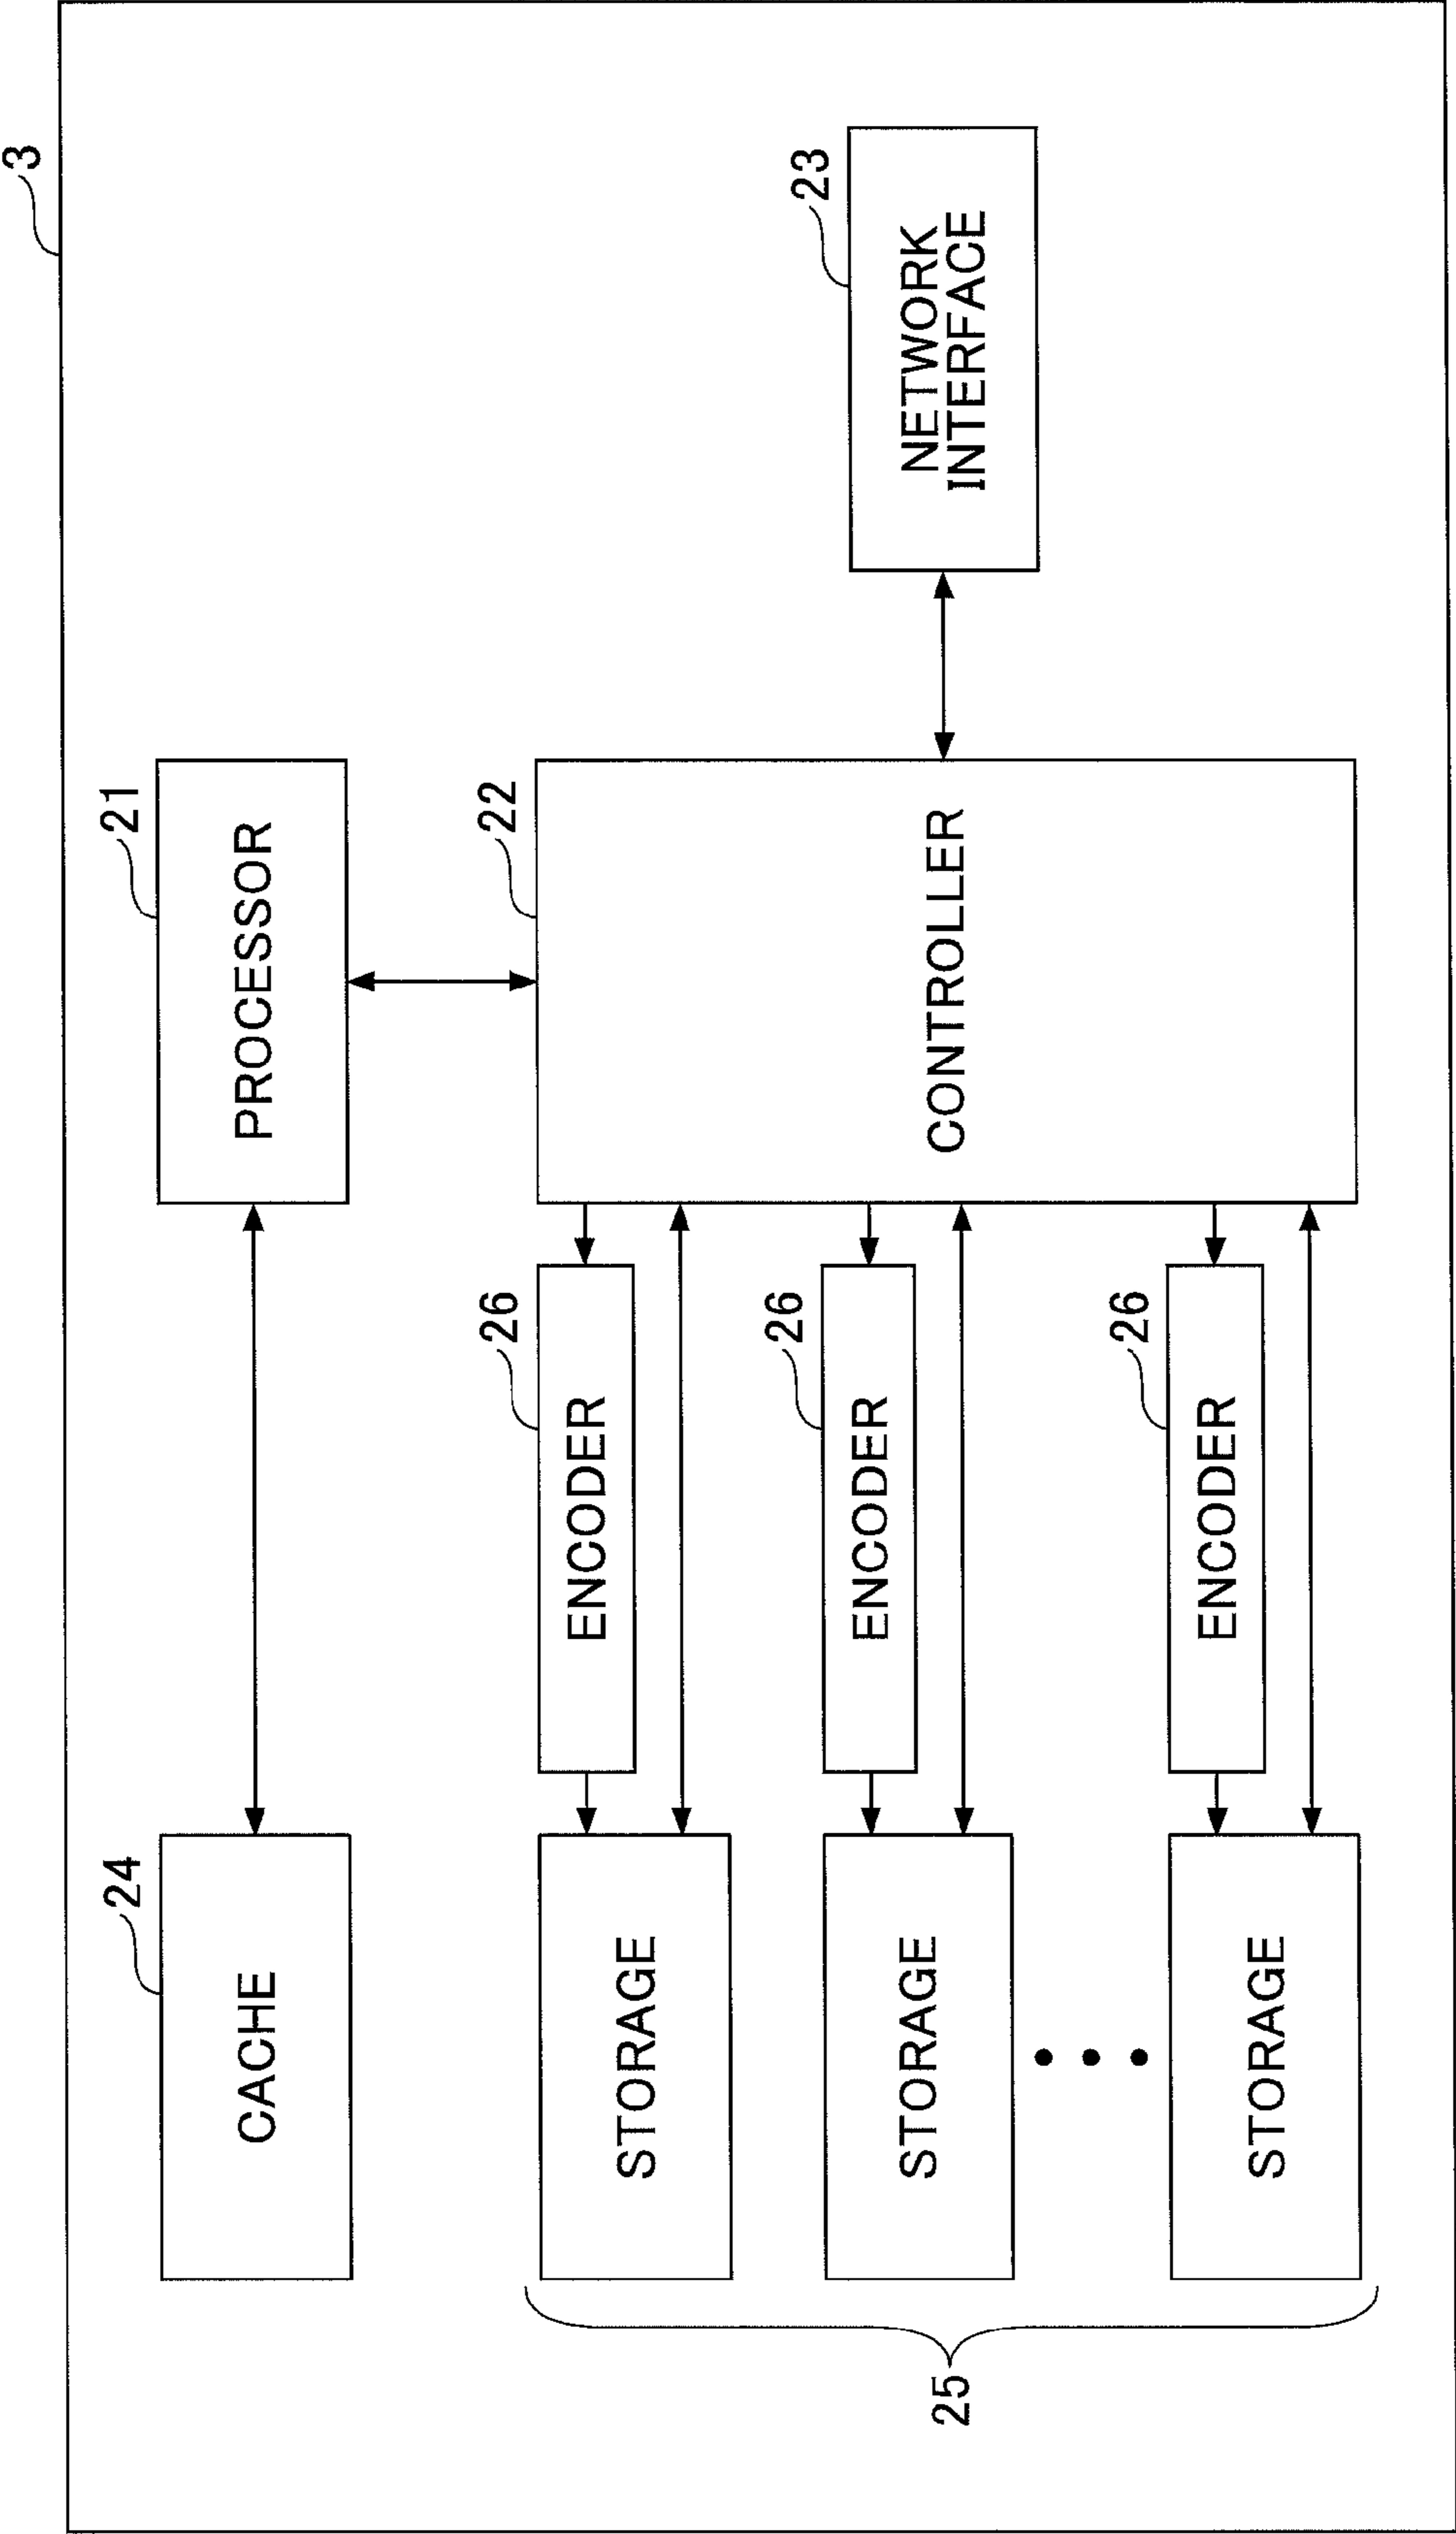 3
24
CACHE
21
PROCESSOR
22
CONTROLLER
23
NETWORK
INTERFACE
26
ENCODER
STORAGE
26
ENCODER
STORAGE
26
ENCODER
STORAGE
25